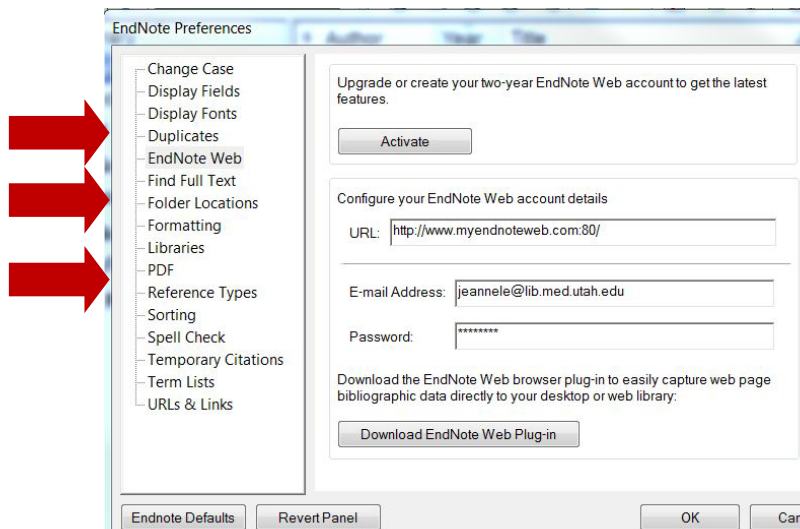 EndNote Preferences
Author Year Title
Change Case
Display Fields
Display Fonts
Duplicates
EndNote Web
Find Full Text
Folder Locations
Formatting
Libraries
PDF
Reference Types
Sorting
Spell Check
Temporary Citations
Term Lists
URLs & Links
Upgrade or create your two-year EndNote Web account to get the latest
features.
Activate
Configure your EndNote Web account details
URL: http://www.myendnoteweb.com:80/
E-mail Address: jeannele@lib.med.utah.edu
Password: ********
Download the EndNote Web browser plug-in to easily capture web page
bibliographic data directly to your desktop or web library:
Download EndNote Web Plug-in
Endnote Defaults Revert Panel OK Can